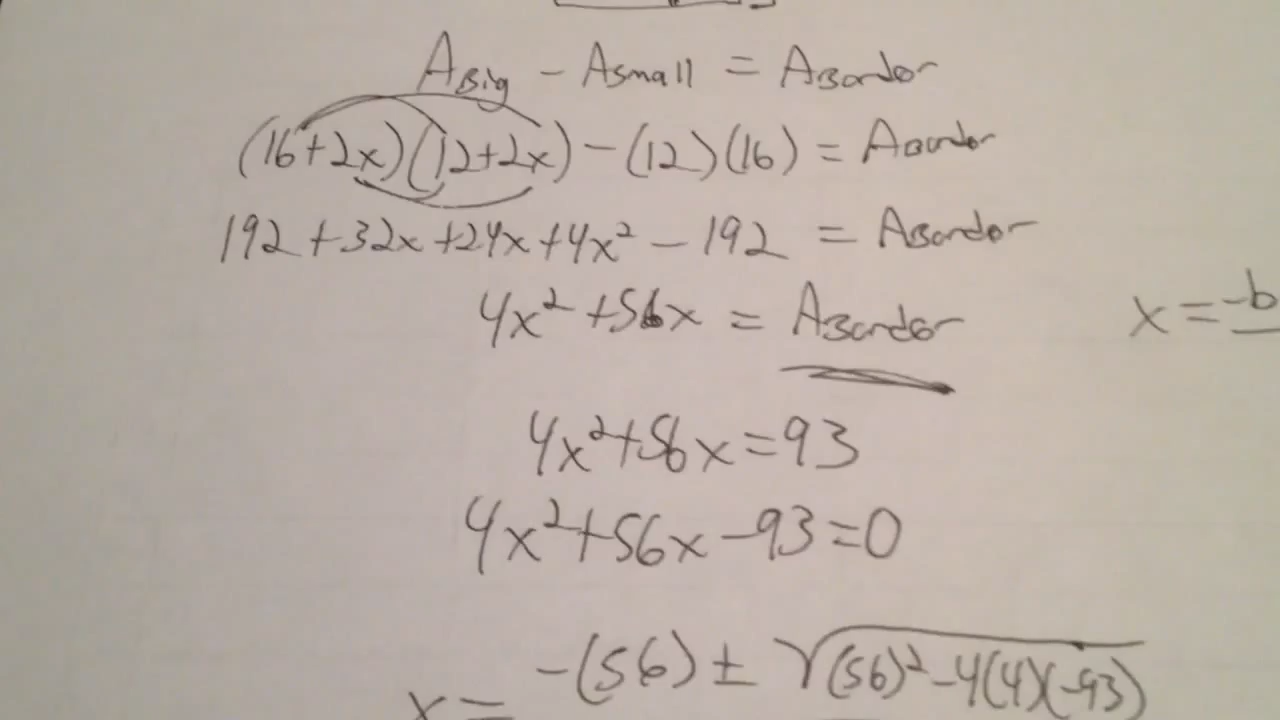 A_Big - A_small = A_Border
(16+2x)(12+2x) - (12)(16) = A_Border
192 + 32x + 24x + 4x² - 192 = A_Border
4x² + 56x = A_Border
x = -b
4x² + 56x = 93
4x² + 56x - 93 = 0
x = -(56) ± √(56)² - 4(4)(-93)